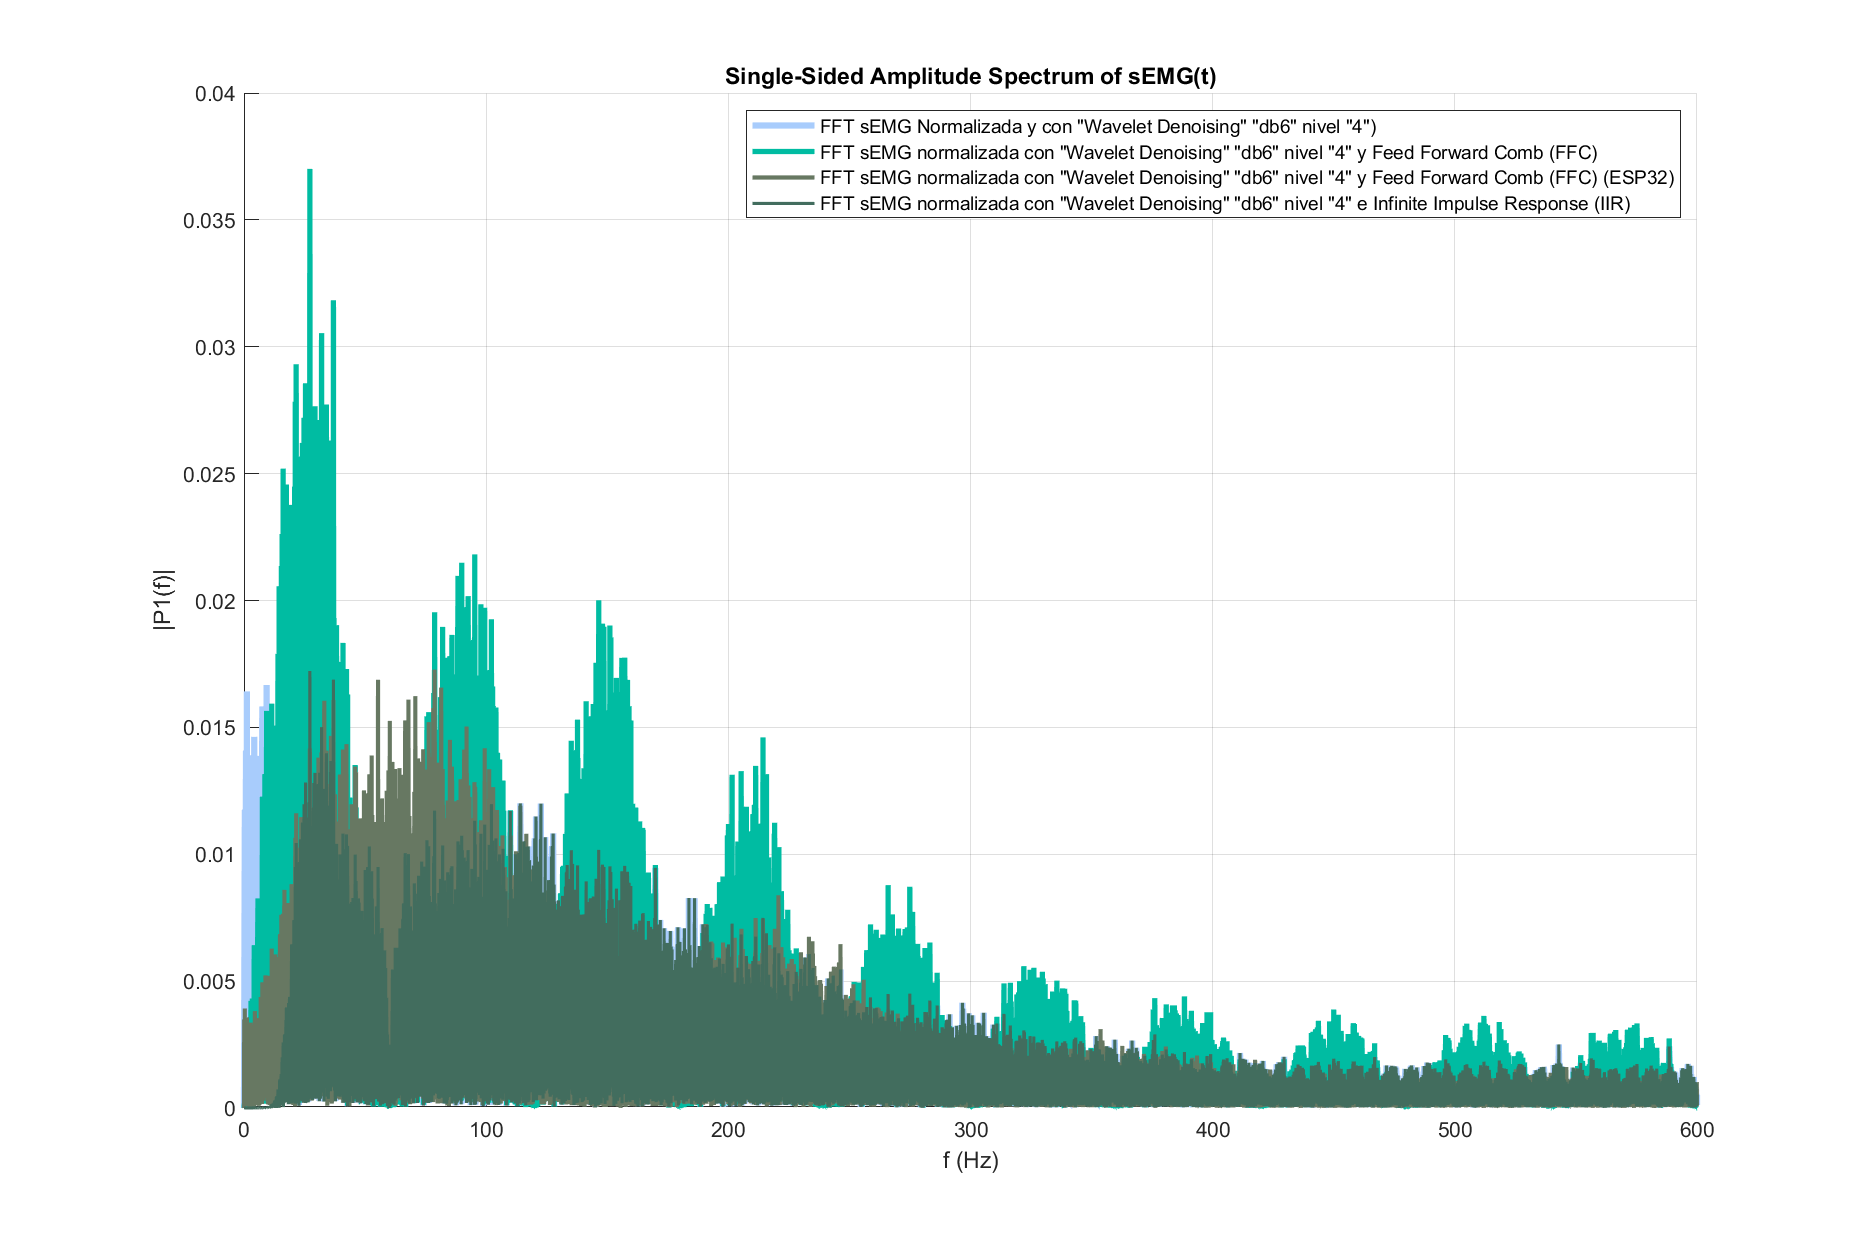 Single-Sided Amplitude Spectrum of sEMG(t)
FFT sEMG Normalizada y con "Wavelet Denoising" "db6" nivel "4")
FFT sEMG normalizada con "Wavelet Denoising" "db6" nivel "4" y Feed Forward Comb (FFC)
FFT sEMG normalizada con "Wavelet Denoising" "db6" nivel "4" y Feed Forward Comb (FFC) (ESP32)
FFT sEMG normalizada con "Wavelet Denoising" "db6" nivel "4" e Infinite Impulse Response (IIR)
|P1(f)|
0.04
0.035
0.03
0.025
0.02
0.015
0.01
0.005
0
0 100 200 300 400 500 600
f (Hz)